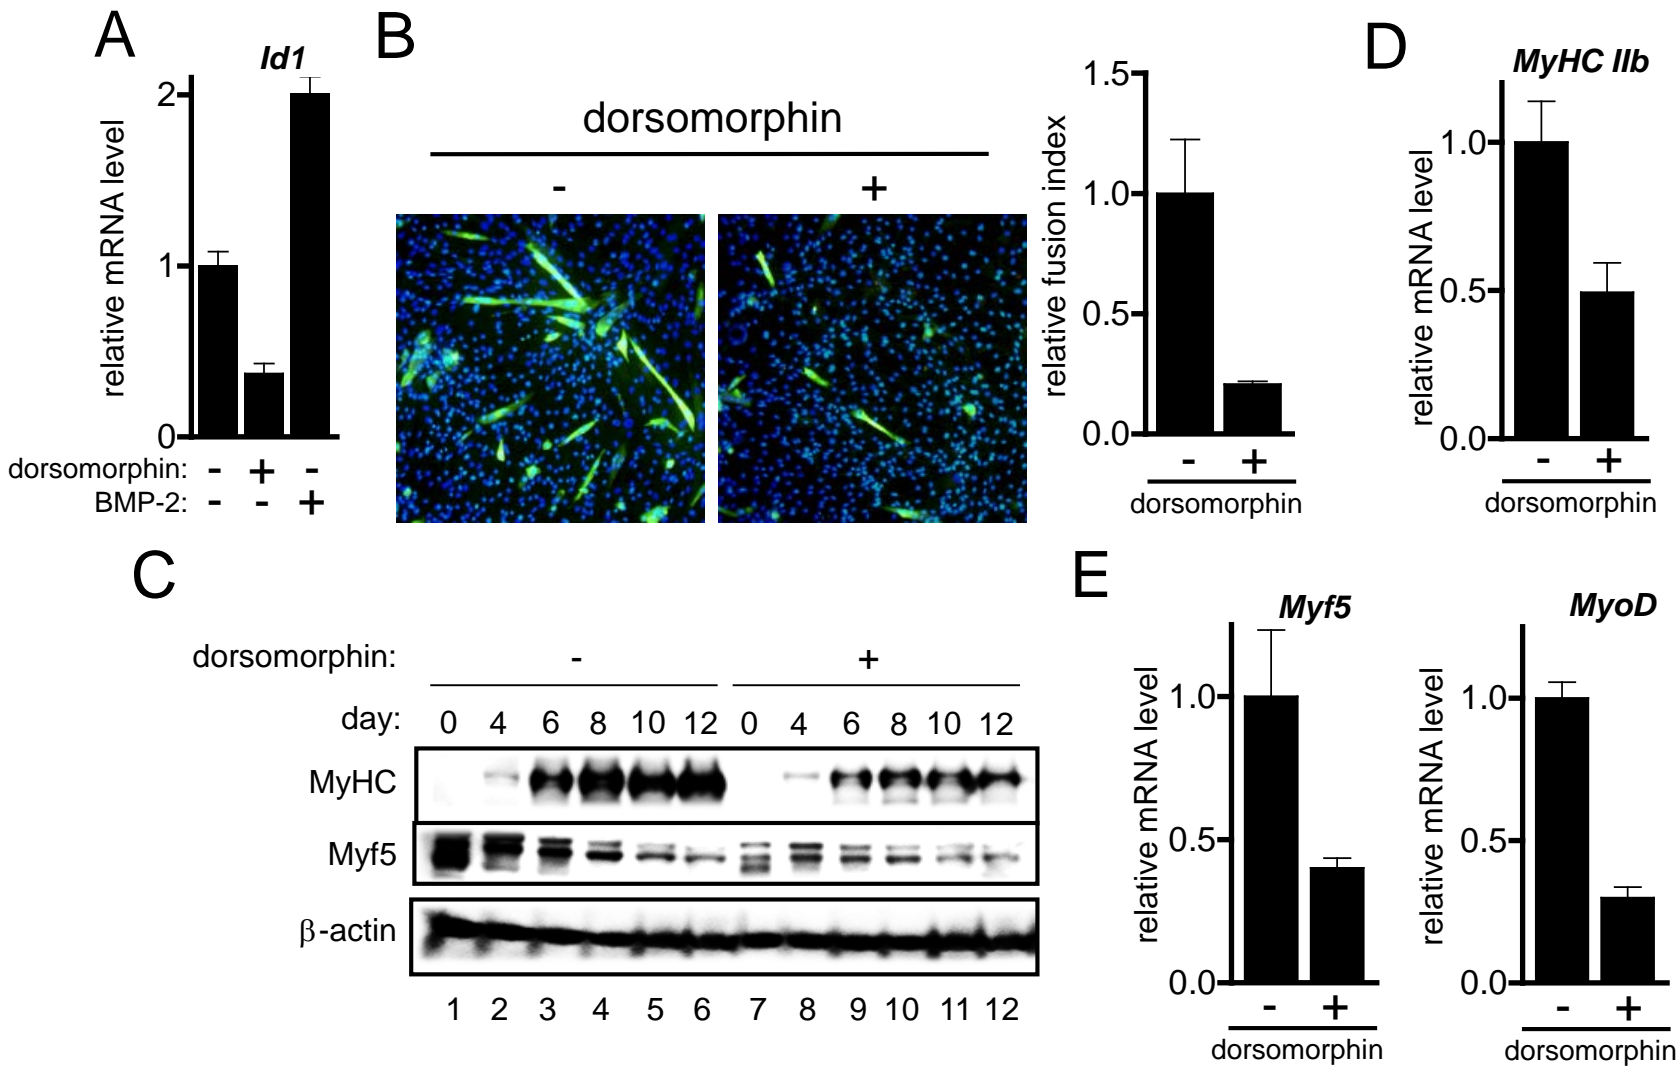 A
Id1
relative mRNA level
2
1
0
dorsomorphin: - + -
BMP-2: - - +
B
dorsomorphin
- +
relative fusion index
1.5
1.0
0.5
0.0
- +
dorsomorphin
D
MyHC IIb
relative mRNA level
1.0
0.5
0.0
- +
dorsomorphin
C
dorsomorphin: - +
day: 0 4 6 8 10 12 0 4 6 8 10 12
MyHC
Myf5
β-actin
1 2 3 4 5 6 7 8 9 10 11 12
E
Myf5
relative mRNA level
1.0
0.5
0.0
- +
dorsomorphin
MyoD
relative mRNA level
1.0
0.5
0.0
- +
dorsomorphin